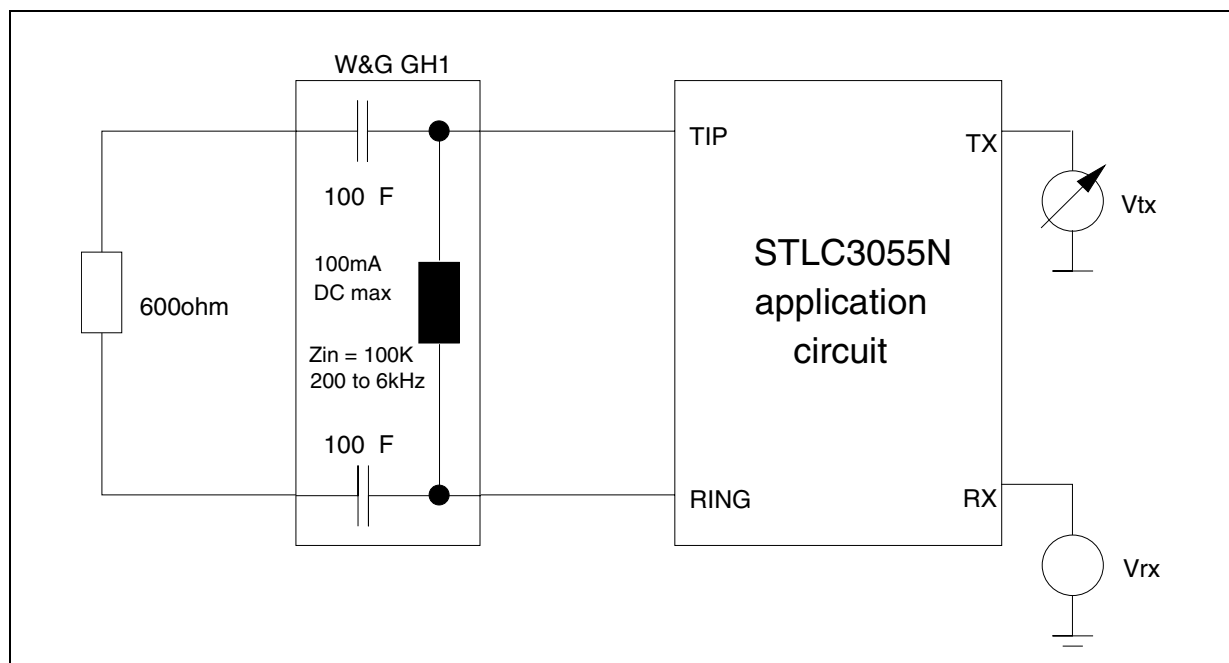 W&G GH1
TIP
TX
100 F
Vtx
STLC3055N
application
circuit
100mA
DC max
600ohm
Zin = 100K
200 to 6kHz
100 F
RING
RX
Vrx